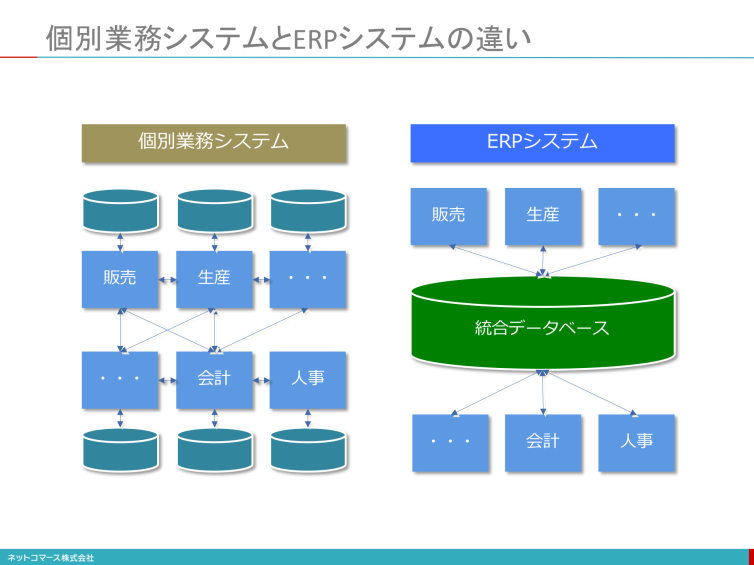 個別業務システムとERPシステムの違い
個別業務システム
ERPシステム
販売
生産
・・・
・・・
会計
人事
販売
生産
・・・
統合データベース
・・・
会計
人事
ネットコマース株式会社